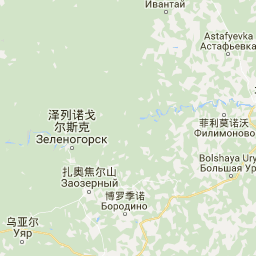 Ивантай
Astafyevka
Астафьевка
泽列诺戈
尔斯克
Зеленогорск
菲利莫诺沃
Филимоново
Bolshaya Ury
Большая Ур
扎奥焦尔山
Заозерный
博罗季诺
Бородино
乌亚尔
Уяр